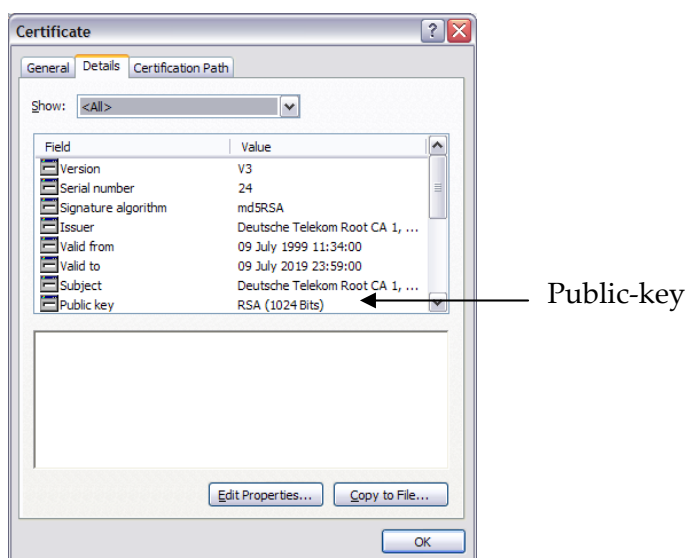 Certificate
General Details Certification Path
Show: <All>
Field Value
Version V3
Serial number 24
Signature algorithm md5RSA
Issuer Deutsche Telekom Root CA 1, ...
Valid from 09 July 1999 11:34:00
Valid to 09 July 2019 23:59:00
Subject Deutsche Telekom Root CA 1, ...
Public key RSA (1024 Bits)
Public-key
Edit Properties... Copy to File...
OK